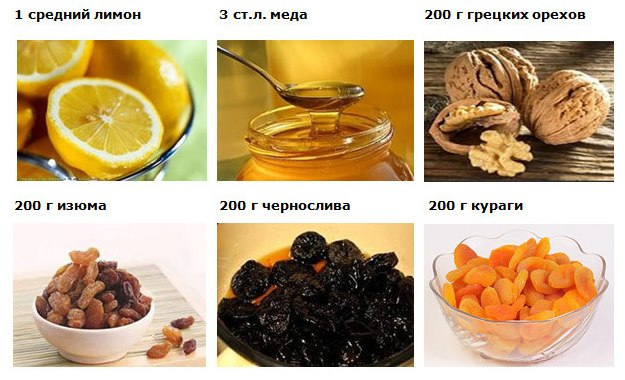 1 средний лимон
3 ст.л. меда
200 г грецких орехов
200 г изюма
200 г чернослива
200 г кураги